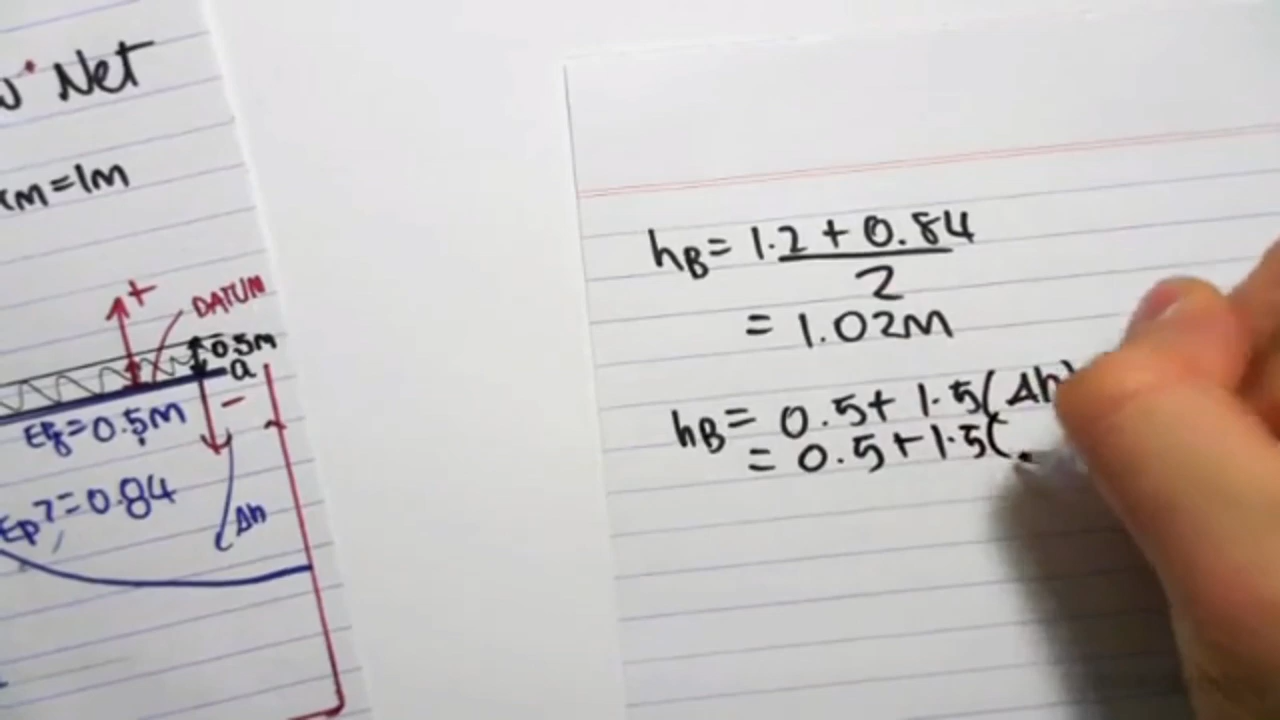 Net
=1m
+
DATUM
0.5m
a
-
EB=0.5m
Ep?=0.84
Δh
hB= 1.2 + 0.84
2
= 1.02m
hB= 0.5+ 1.5(Δh)
= 0.5+1.5(.